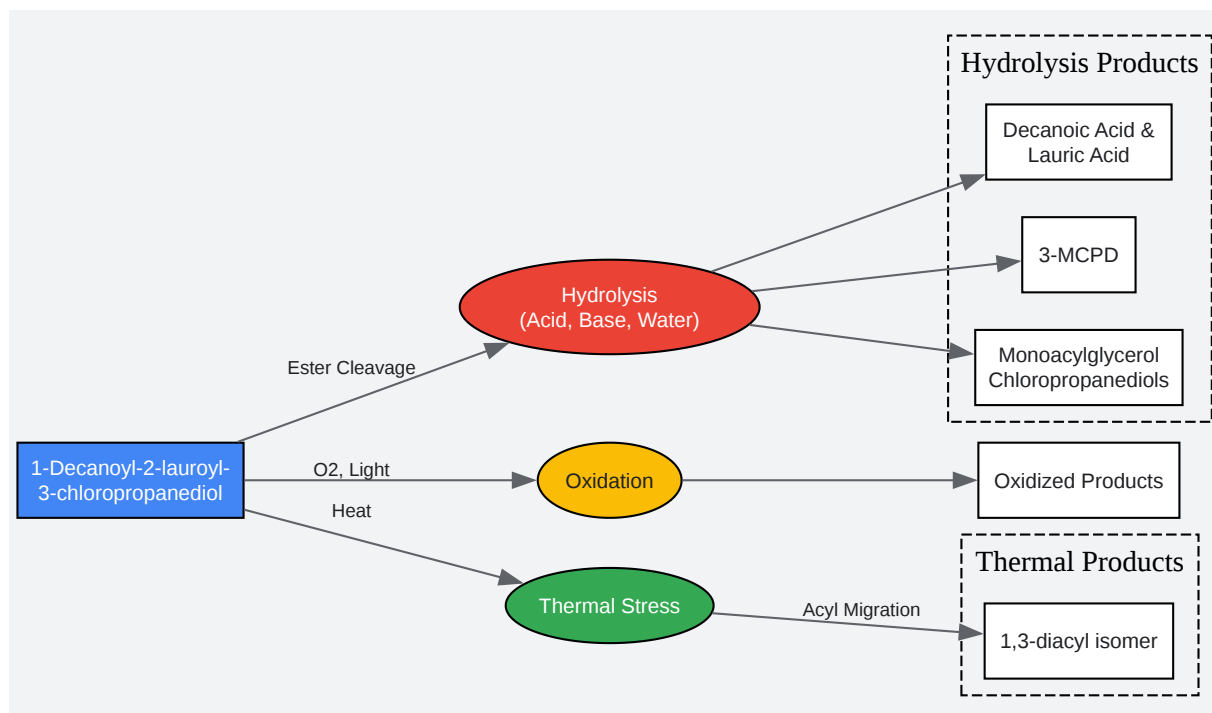 Hydrolysis Products
Decanoic Acid &
Lauric Acid
3-MCPD
Hydrolysis
(Acid, Base, Water)
Monoacylglycerol
Chloropropanediols
Ester Cleavage
1-Decanoyl-2-lauroyl-
3-chloropropanediol
O2, Light
Oxidation
Oxidized Products
Heat
Thermal Products
Thermal Stress
Acyl Migration
1,3-diacyl isomer